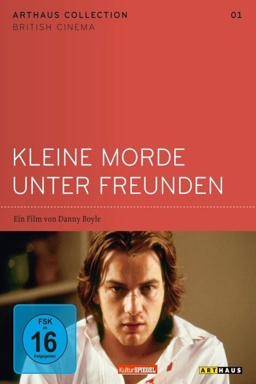 ARTHAUS COLLECTION 01
BRITISH CINEMA
KLEINE MORDE
UNTER FREUNDEN
Ein Film von Danny Boyle
FSK
ab
16
freigegeben
KulturSPIEGEL
ARTHAUS